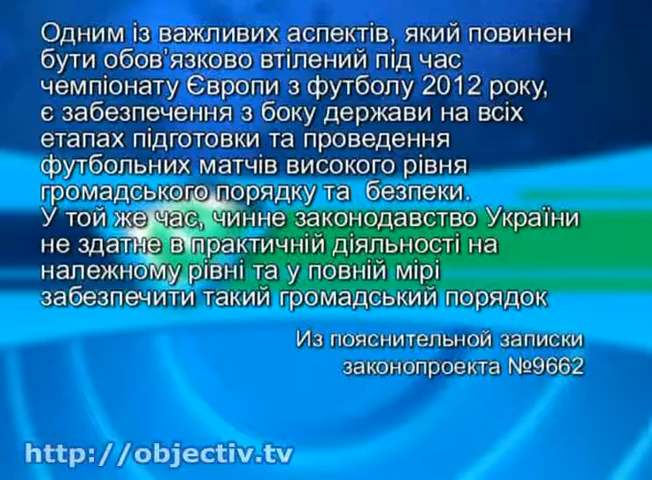 Одним із важливих аспектів, який повинен
бути обов'язково втілений під час
чемпіонату Європи з футболу 2012 року,
є забезпечення з боку держави на всіх
етапах підготовки та проведення
футбольних матчів високого рівня
громадського порядку та безпеки.
У той же час, чинне законодавство України
не здатне в практичній діяльності на
належному рівні та у повній мірі
забезпечити такий громадський порядок
Из пояснительной записки
законопроекта №9662
http://objectiv.tv